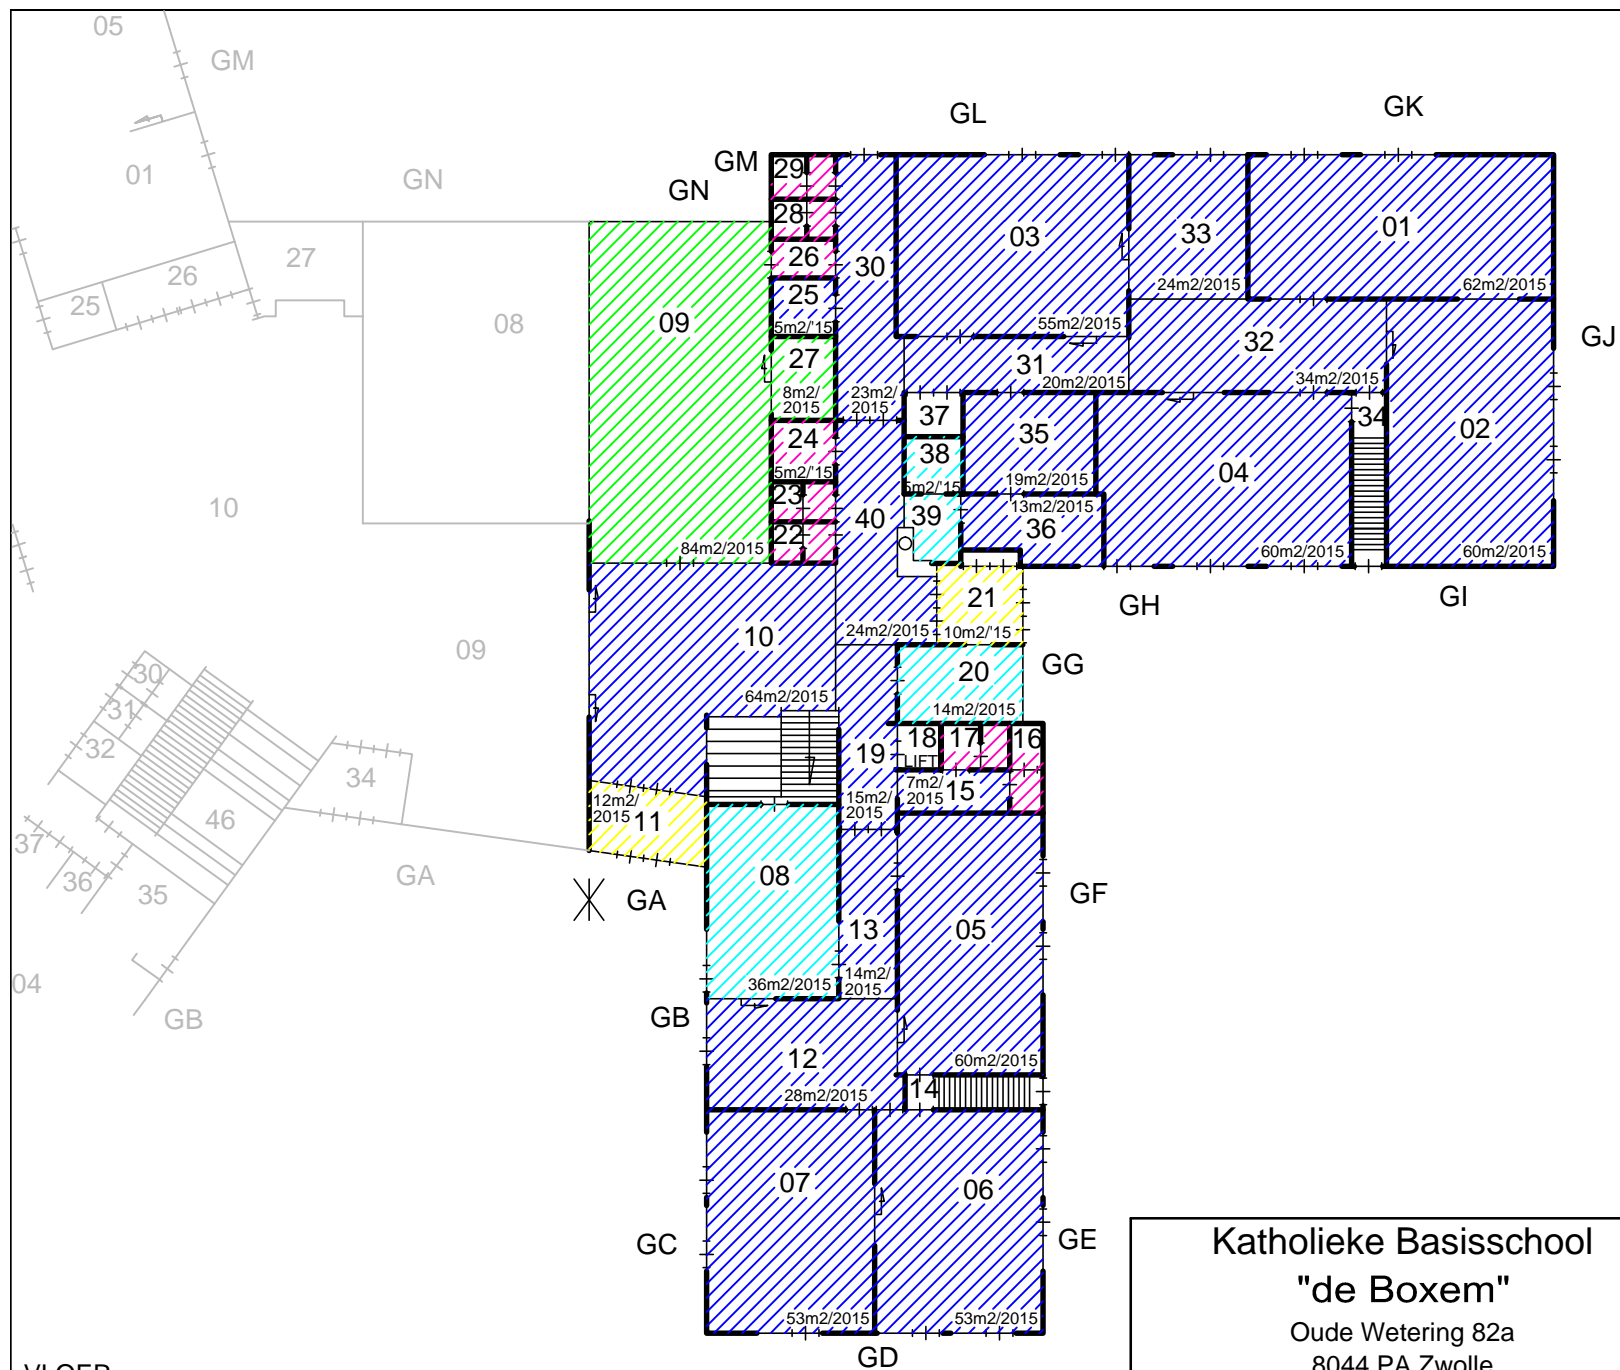 05
GM
GK
GL
GM
29
01
GN
GN
28
03
33
01
26
30
27
26
24m2/2015
62m2/2015
25
25
08
09
55m2/2015
5m2/'15
GJ
27
31
32
20m2/2015
34m2/2015
8m2/
2015
23m2/
2015
37
34
24
35
02
38
04
5m2/'15
5m2/'15
19m2/2015
23
13m2/2015
10
40
39
36
22
84m2/2015
60m2/2015
60m2/2015
21
GH
GI
10
24m2/2015
10m2/'15
09
30
20
GG
64m2/2015
31
14m2/2015
32
19
18
17
16
LIFT
34
7m2/
2015
15
12m2/
2015
15m2/
2015
46
11
37
GA
08
GF
36
35
GA
13
05
04
36m2/2015
14m2/
2015
GB
GB
12
60m2/2015
28m2/2015
14
07
06
GC
GE
53m2/2015
53m2/2015
GD
Katholieke Basisschool
"de Boxem"
Oude Wetering 82a
8044 PA Zwolle
VLOER